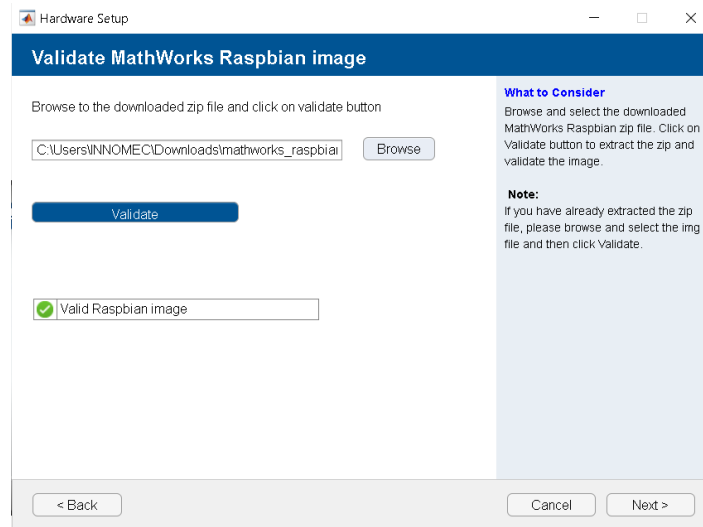 Hardware Setup
Validate MathWorks Raspbian image
Browse to the downloaded zip file and click on validate button
C:\Users\INNOMEC\Downloads\mathworks_raspbian
Browse
Validate
Valid Raspbian image
What to Consider
Browse and select the downloaded
MathWorks Raspbian zip file. Click on
Validate button to extract the zip and
validate the image.
Note:
If you have already extracted the zip
file, please browse and select the img
file and then click Validate.
< Back
Cancel
Next >